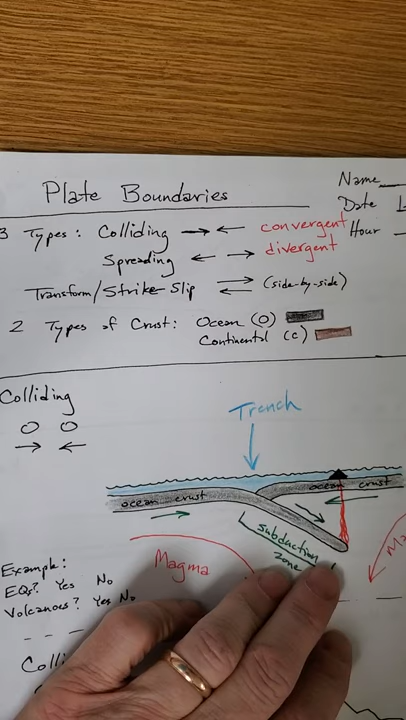 Plate Boundaries
Name
Date
Hour
3 Types: Colliding → ← convergent
Spreading ← → divergent
Transform/Strike-Slip (side-by-side)
2 Types of Crust: Ocean (O)
Continental (c)
Colliding
O O
→ ←
Trench
ocean crust
ocean crust
subduction
zone
Magma
Example:
EQs? Yes No
Volcanoes? Yes No